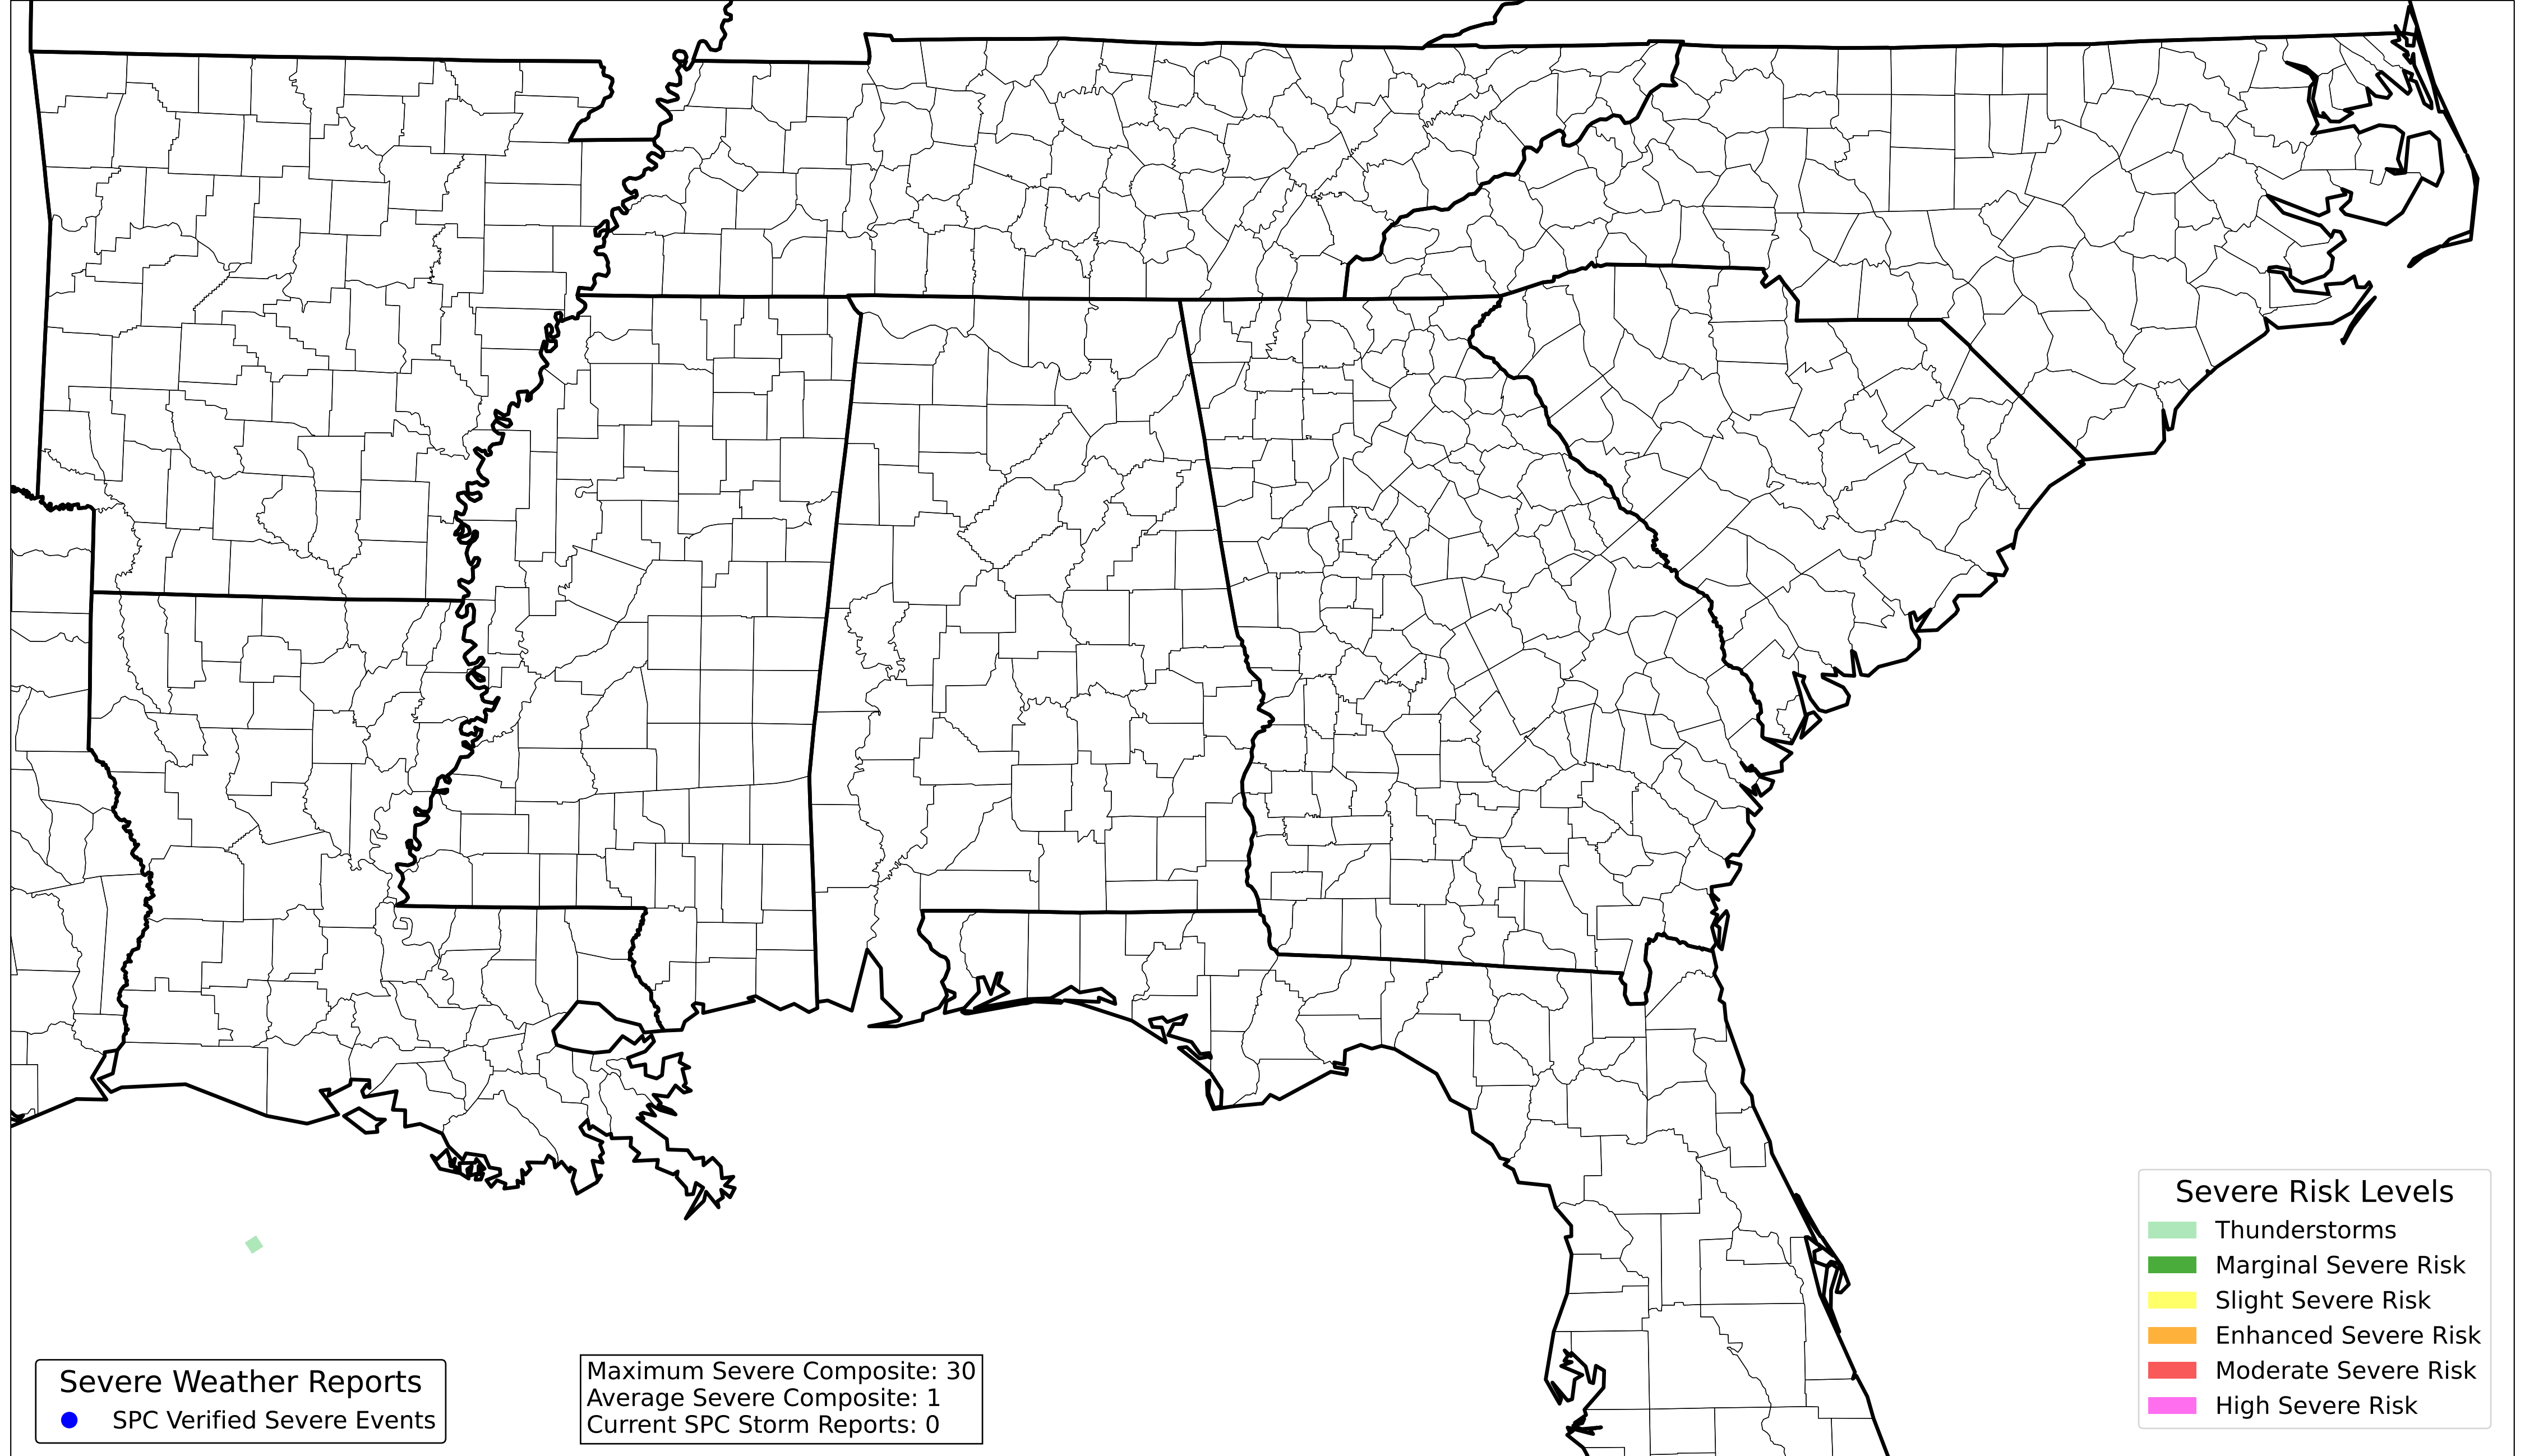 Severe Weather Reports
SPC Verified Severe Events
Maximum Severe Composite: 30
Average Severe Composite: 1
Current SPC Storm Reports: 0
Severe Risk Levels
Thunderstorms
Marginal Severe Risk
Slight Severe Risk
Enhanced Severe Risk
Moderate Severe Risk
High Severe Risk